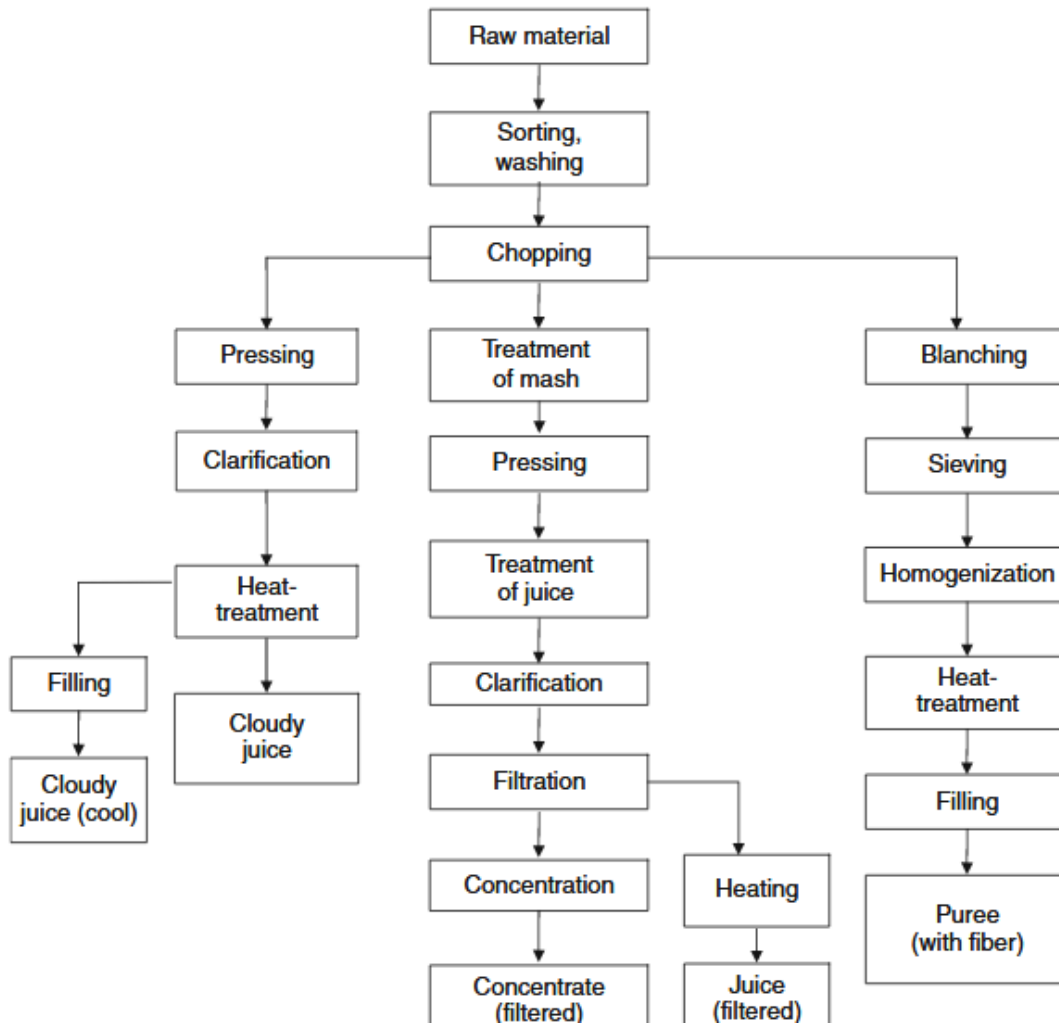 Raw material
Sorting,
washing
Chopping
Pressing
Clarification
Heat-
treatment
Filling
Cloudy
juice (cool)
Cloudy
juice
Treatment
of mash
Pressing
Treatment
of juice
Clarification
Filtration
Concentration
Concentrate
(filtered)
Heating
Juice
(filtered)
Blanching
Sieving
Homogenization
Heat-
treatment
Filling
Puree
(with fiber)